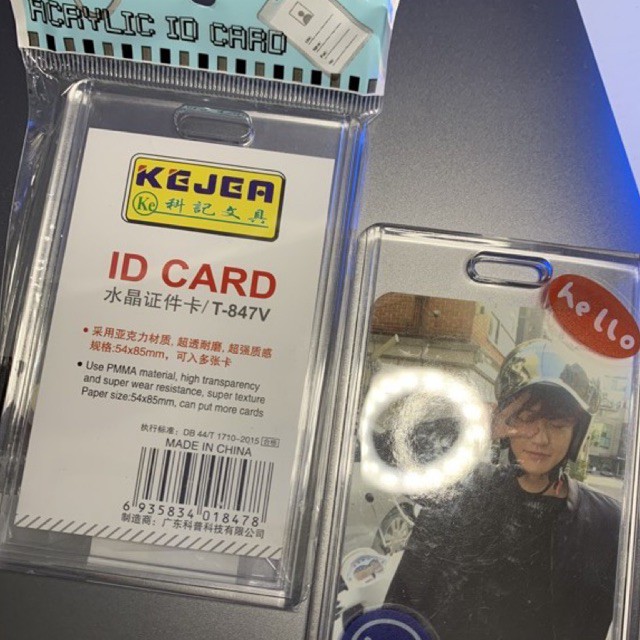 ACRYLIC ID CARD
KEJEA
Ke 科記文具
ID CARD
水晶证件卡/T-847V
• 采用亚克力材质, 超透耐磨, 超强质感
规格:54x85mm, 可入多张卡
• Use PMMA material, high transparency
and super wear resistance, super texture
Paper size:54x85mm, can put more cards
执行标准: DB 44/T 1710-2015 合格
MADE IN CHINA
6 935834 018478
制造商: 广东科普科技有限公司
hello